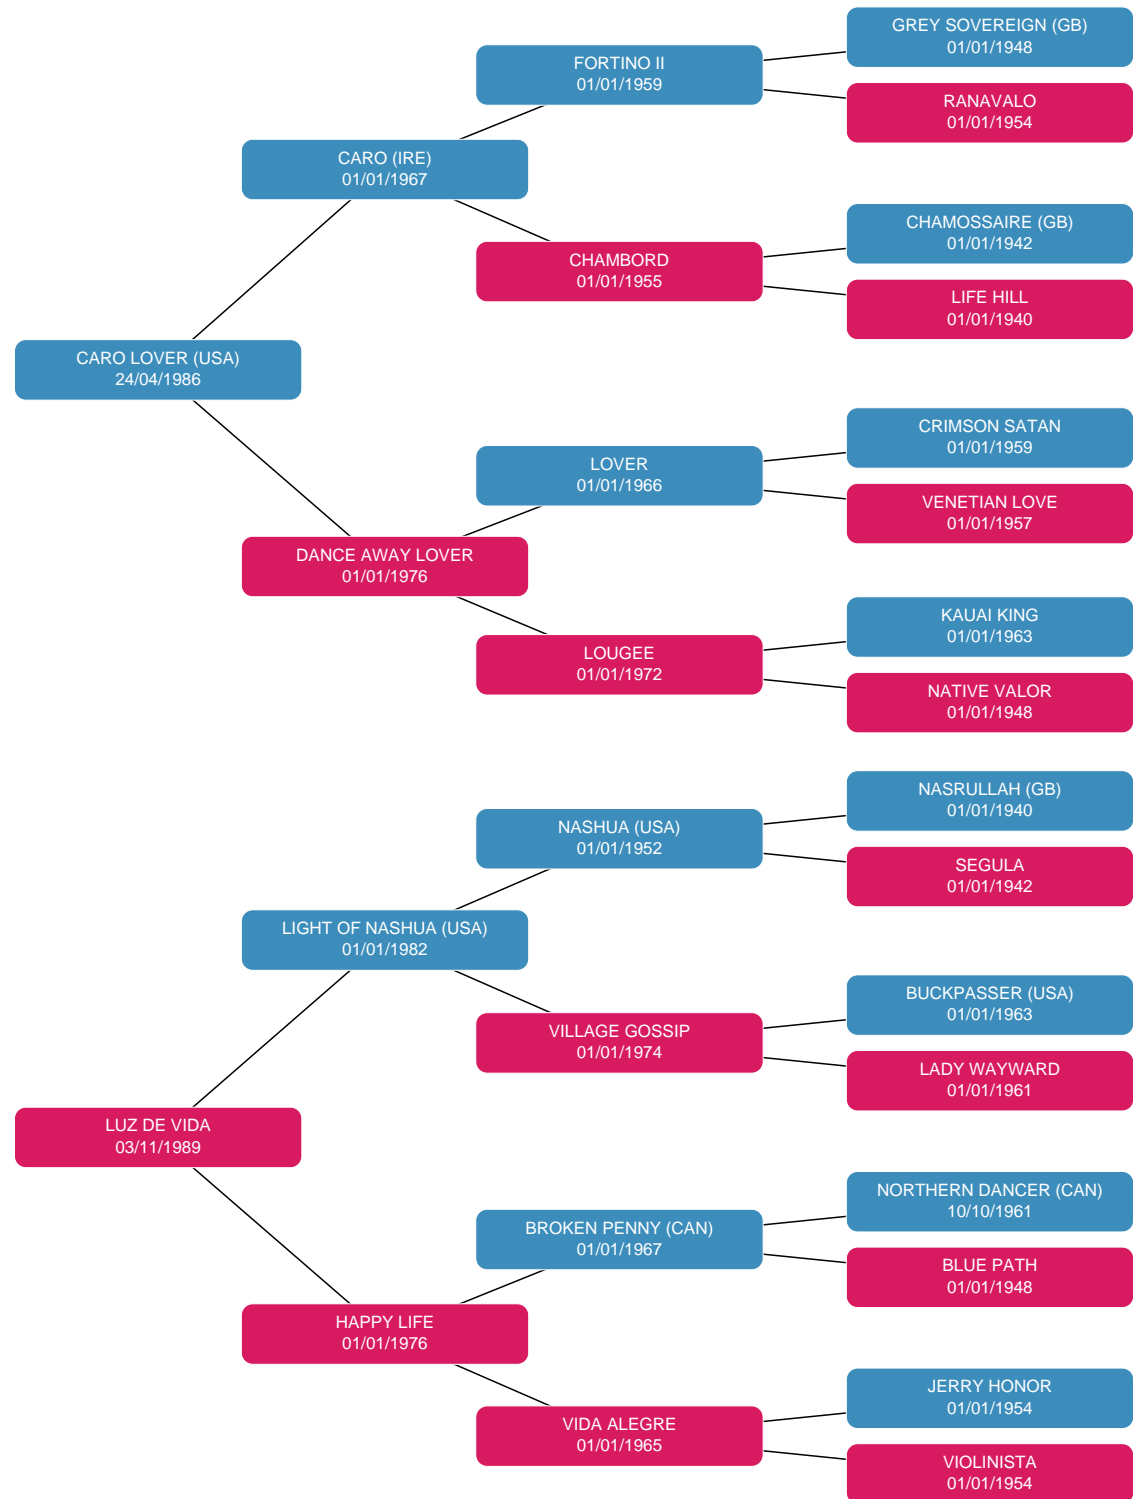 GREY SOVEREIGN (GB)
01/01/1948
FORTINO II
01/01/1959
RANAVALO
01/01/1954
CARO (IRE)
01/01/1967
CHAMOSSAIRE (GB)
01/01/1942
CHAMBORD
01/01/1955
LIFE HILL
01/01/1940
CARO LOVER (USA)
24/04/1986
CRIMSON SATAN
01/01/1959
LOVER
01/01/1966
VENETIAN LOVE
01/01/1957
DANCE AWAY LOVER
01/01/1976
KAUAI KING
01/01/1963
LOUGEE
01/01/1972
NATIVE VALOR
01/01/1948
NASRULLAH (GB)
01/01/1940
NASHUA (USA)
01/01/1952
SEGULA
01/01/1942
LIGHT OF NASHUA (USA)
01/01/1982
BUCKPASSER (USA)
01/01/1963
VILLAGE GOSSIP
01/01/1974
LADY WAYWARD
01/01/1961
LUZ DE VIDA
03/11/1989
NORTHERN DANCER (CAN)
10/10/1961
BROKEN PENNY (CAN)
01/01/1967
BLUE PATH
01/01/1948
HAPPY LIFE
01/01/1976
JERRY HONOR
01/01/1954
VIDA ALEGRE
01/01/1965
VIOLINISTA
01/01/1954